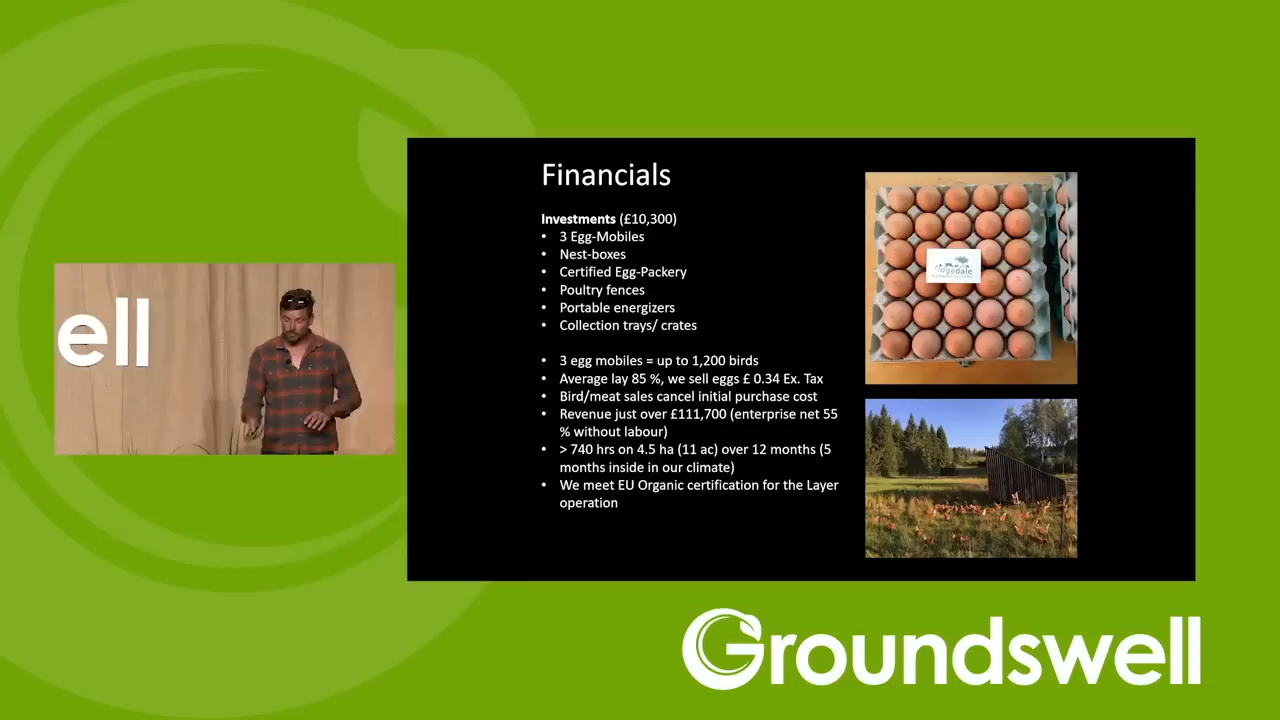 ell
Financials
Investments (£10,300)
• 3 Egg-Mobiles
• Nest-boxes
• Certified Egg-Packery
• Poultry fences
• Portable energizers
• Collection trays/ crates
• 3 egg mobiles = up to 1,200 birds
• Average lay 85 %, we sell eggs £ 0.34 Ex. Tax
• Bird/meat sales cancel initial purchase cost
• Revenue just over £111,700 (enterprise net 55
% without labour)
• > 740 hrs on 4.5 ha (11 ac) over 12 months (5
months inside in our climate)
• We meet EU Organic certification for the Layer
operation
Groundswell